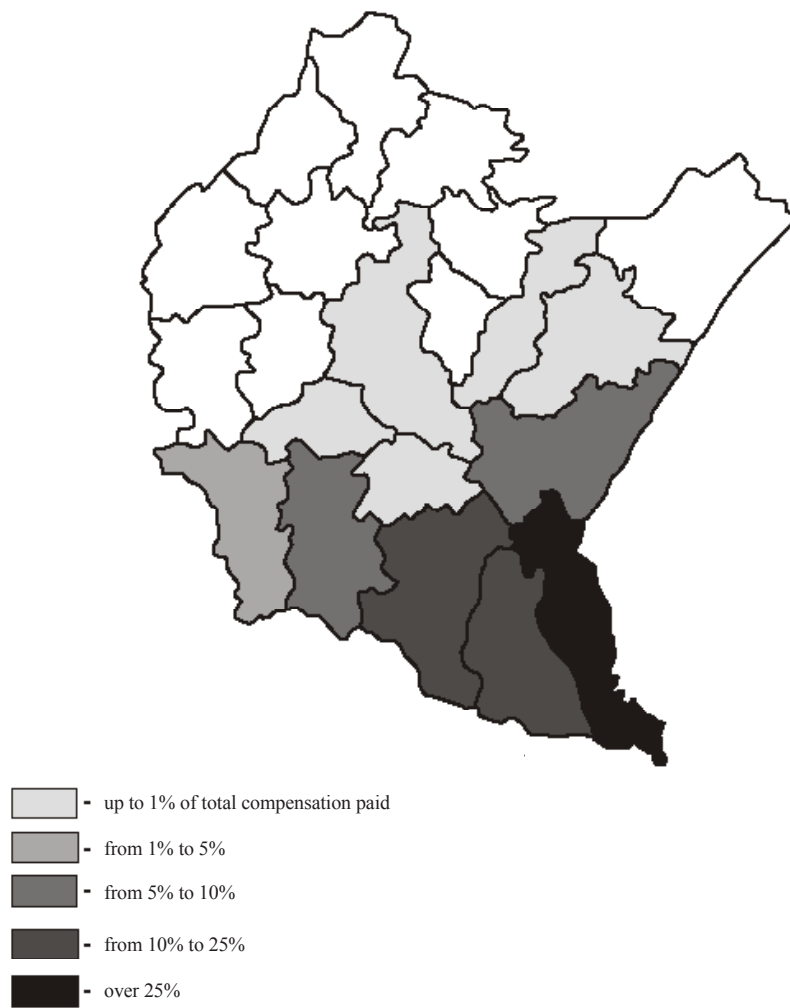 - up to 1% of total compensation paid
- from 1% to 5%
- from 5% to 10%
- from 10% to 25%
- over 25%